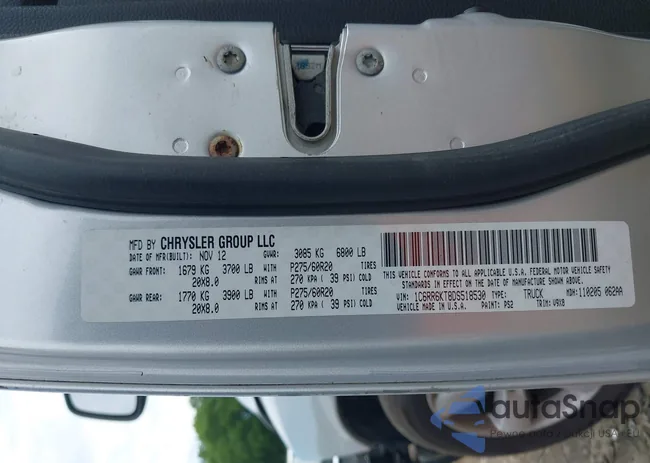 MFD BY CHRYSLER GROUP LLC
DATE OF MFR(BUILT): NOV 12 GVWR: 3085 KG 6800 LB
GAWR FRONT: 1679 KG 3700 LB WITH P275/60R20 TIRES
20X8.0 RIMS AT 270 KPA ( 39 PSI) COLD
GAWR REAR: 1770 KG 3900 LB WITH P275/60R20 TIRES
20X8.0 RIMS AT 270 KPA ( 39 PSI) COLD
THIS VEHICLE CONFORMS TO ALL APPLICABLE U.S.A. FEDERAL MOTOR VEHICLE SAFETY
STANDARDS IN EFFECT ON THE DATE OF MANUFACTURE SHOWN ABOVE.
VIN: 1C6RR6KT8DS518530 TYPE: TRUCK MDH: 110205 062AA
VEHICLE MADE IN U.S.A. PAINT: PS2 TRIM: V9X8
autoSnap